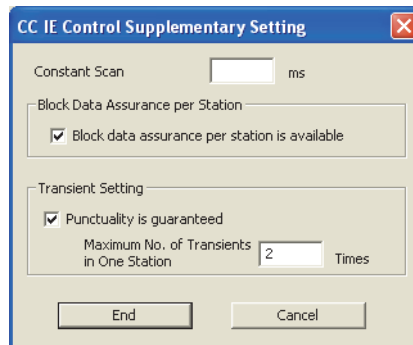 CC IE Control Supplementary Setting
Constant Scan ms
Block Data Assurance per Station
Block data assurance per station is available
Transient Setting
Punctuality is guaranteed
Maximum No. of Transients
in One Station 2 Times
End Cancel